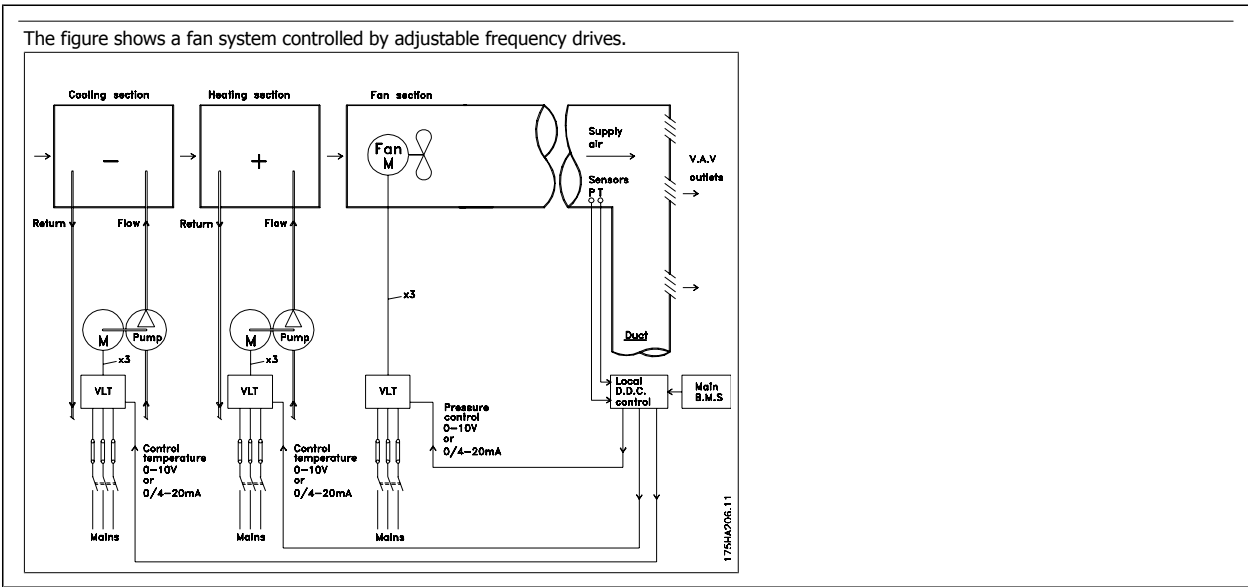 The figure shows a fan system controlled by adjustable frequency drives.
Cooling section
Heating section
Fan section
-
+
Fan
M
Supply
air
Sensors
P T
V.A.V
outlets
Return
Flow
Return
Flow
x3
M
Pump
x3
M
Pump
x3
Duct
VLT
VLT
VLT
Local
D.D.C.
control
Main
B.M.S
Pressure
control
0-10V
or
0/4-20mA
Control
temperature
0-10V
or
0/4-20mA
Control
temperature
0-10V
or
0/4-20mA
Mains
Mains
Mains
175HA206.11